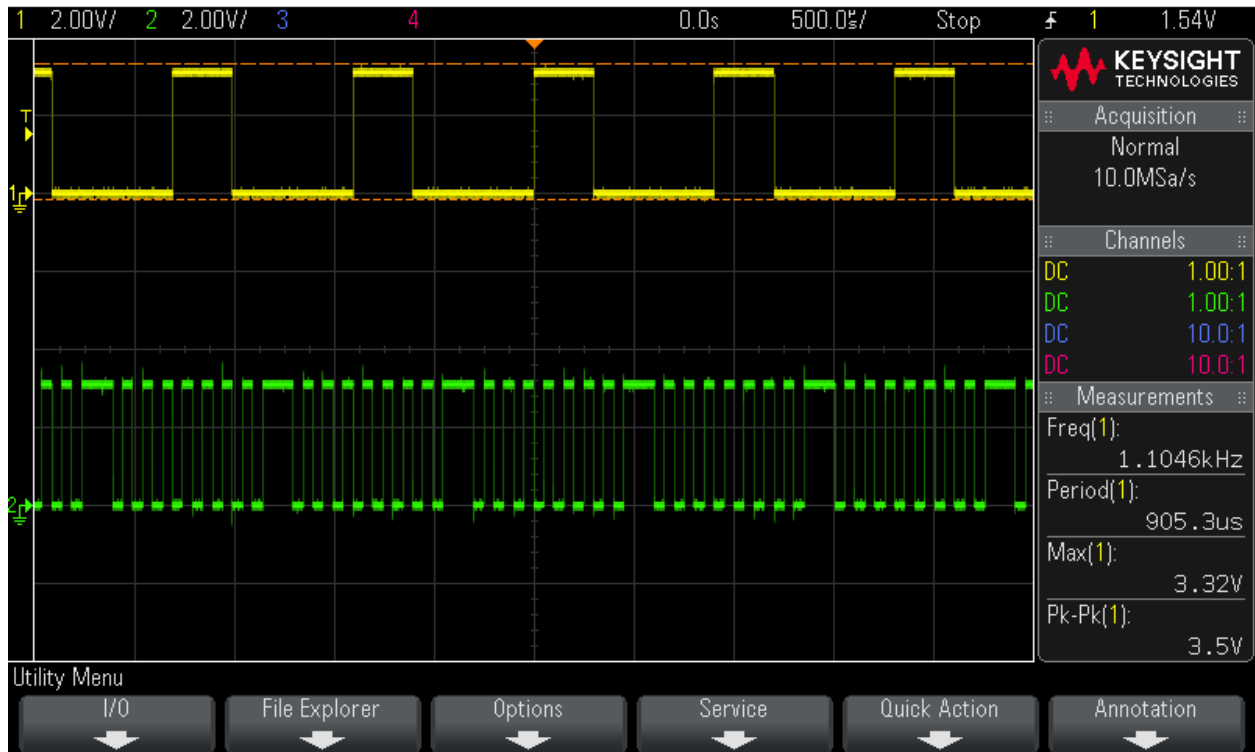 1 2.00V/ 2 2.00V/ 3 4 0.0s 500.0µs/ Stop 1 1.54V
KEYSIGHT
TECHNOLOGIES
Acquisition
Normal
10.0MSa/s
Channels
DC 1.00:1
DC 1.00:1
DC 10.0:1
DC 10.0:1
Measurements
Freq(1):
1.1046kHz
Period(1):
905.3us
Max(1):
3.32V
Pk-Pk(1):
3.5V
T
1
2
Utility Menu
I/O File Explorer Options Service Quick Action Annotation